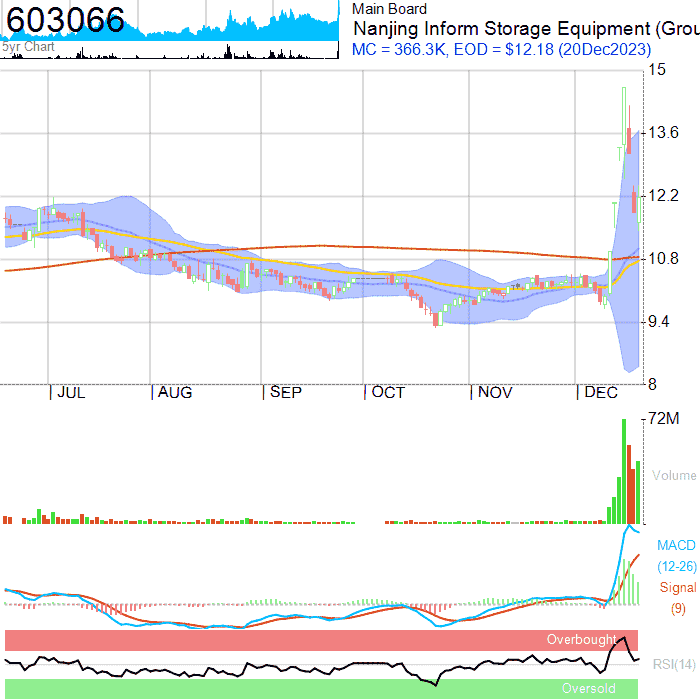 603066
5yr Chart
Main Board
Nanjing Inform Storage Equipment (Grou
MC = 366.3K, EOD = $12.18 (20Dec2023)
15
13.6
12.2
10.8
9.4
8
JUL AUG SEP OCT NOV DEC
72M
Volume
MACD
(12-26)
Signal
(9)
Overbought
RSI(14)
Oversold